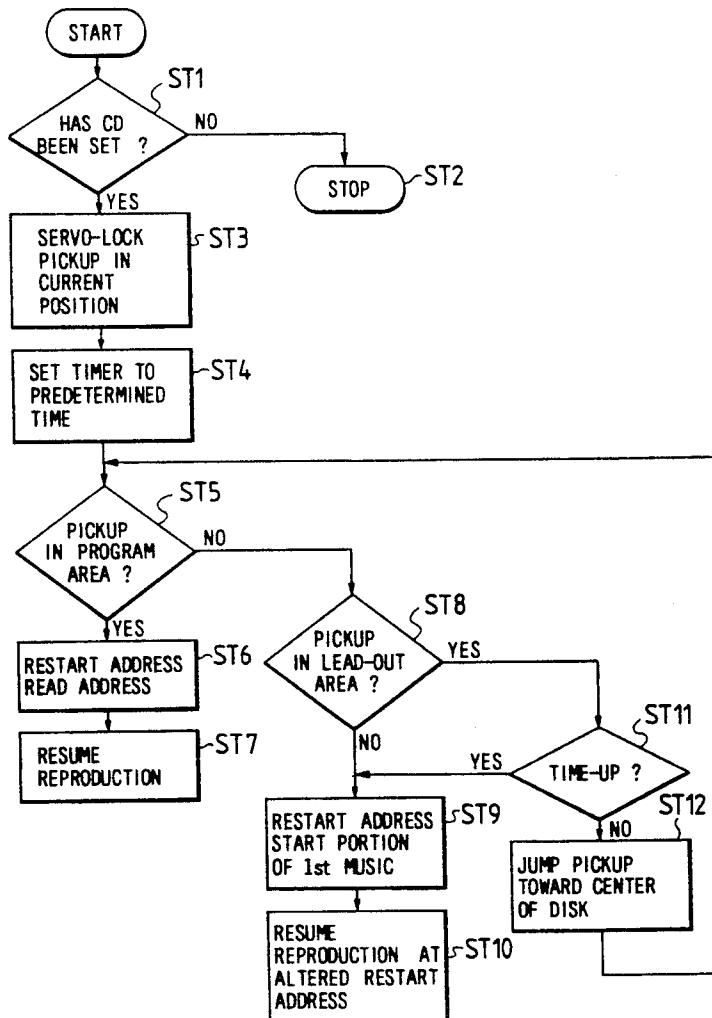 START
ST1
HAS CD
BEEN SET ?
NO
STOP
ST2
YES
SERVO-LOCK
PICKUP IN
CURRENT
POSITION
ST3
SET TIMER TO
PREDETERMINED
TIME
ST4
ST5
PICKUP
IN PROGRAM
AREA ?
NO
YES
RESTART ADDRESS
READ ADDRESS
ST6
RESUME
REPRODUCTION
ST7
ST8
PICKUP
IN LEAD-OUT
AREA ?
YES
NO
ST11
TIME-UP ?
YES
NO
RESTART ADDRESS
START PORTION
OF 1st MUSIC
ST9
RESUME
REPRODUCTION AT
ALTERED RESTART
ADDRESS
ST10
ST12
JUMP PICKUP
TOWARD CENTER
OF DISK